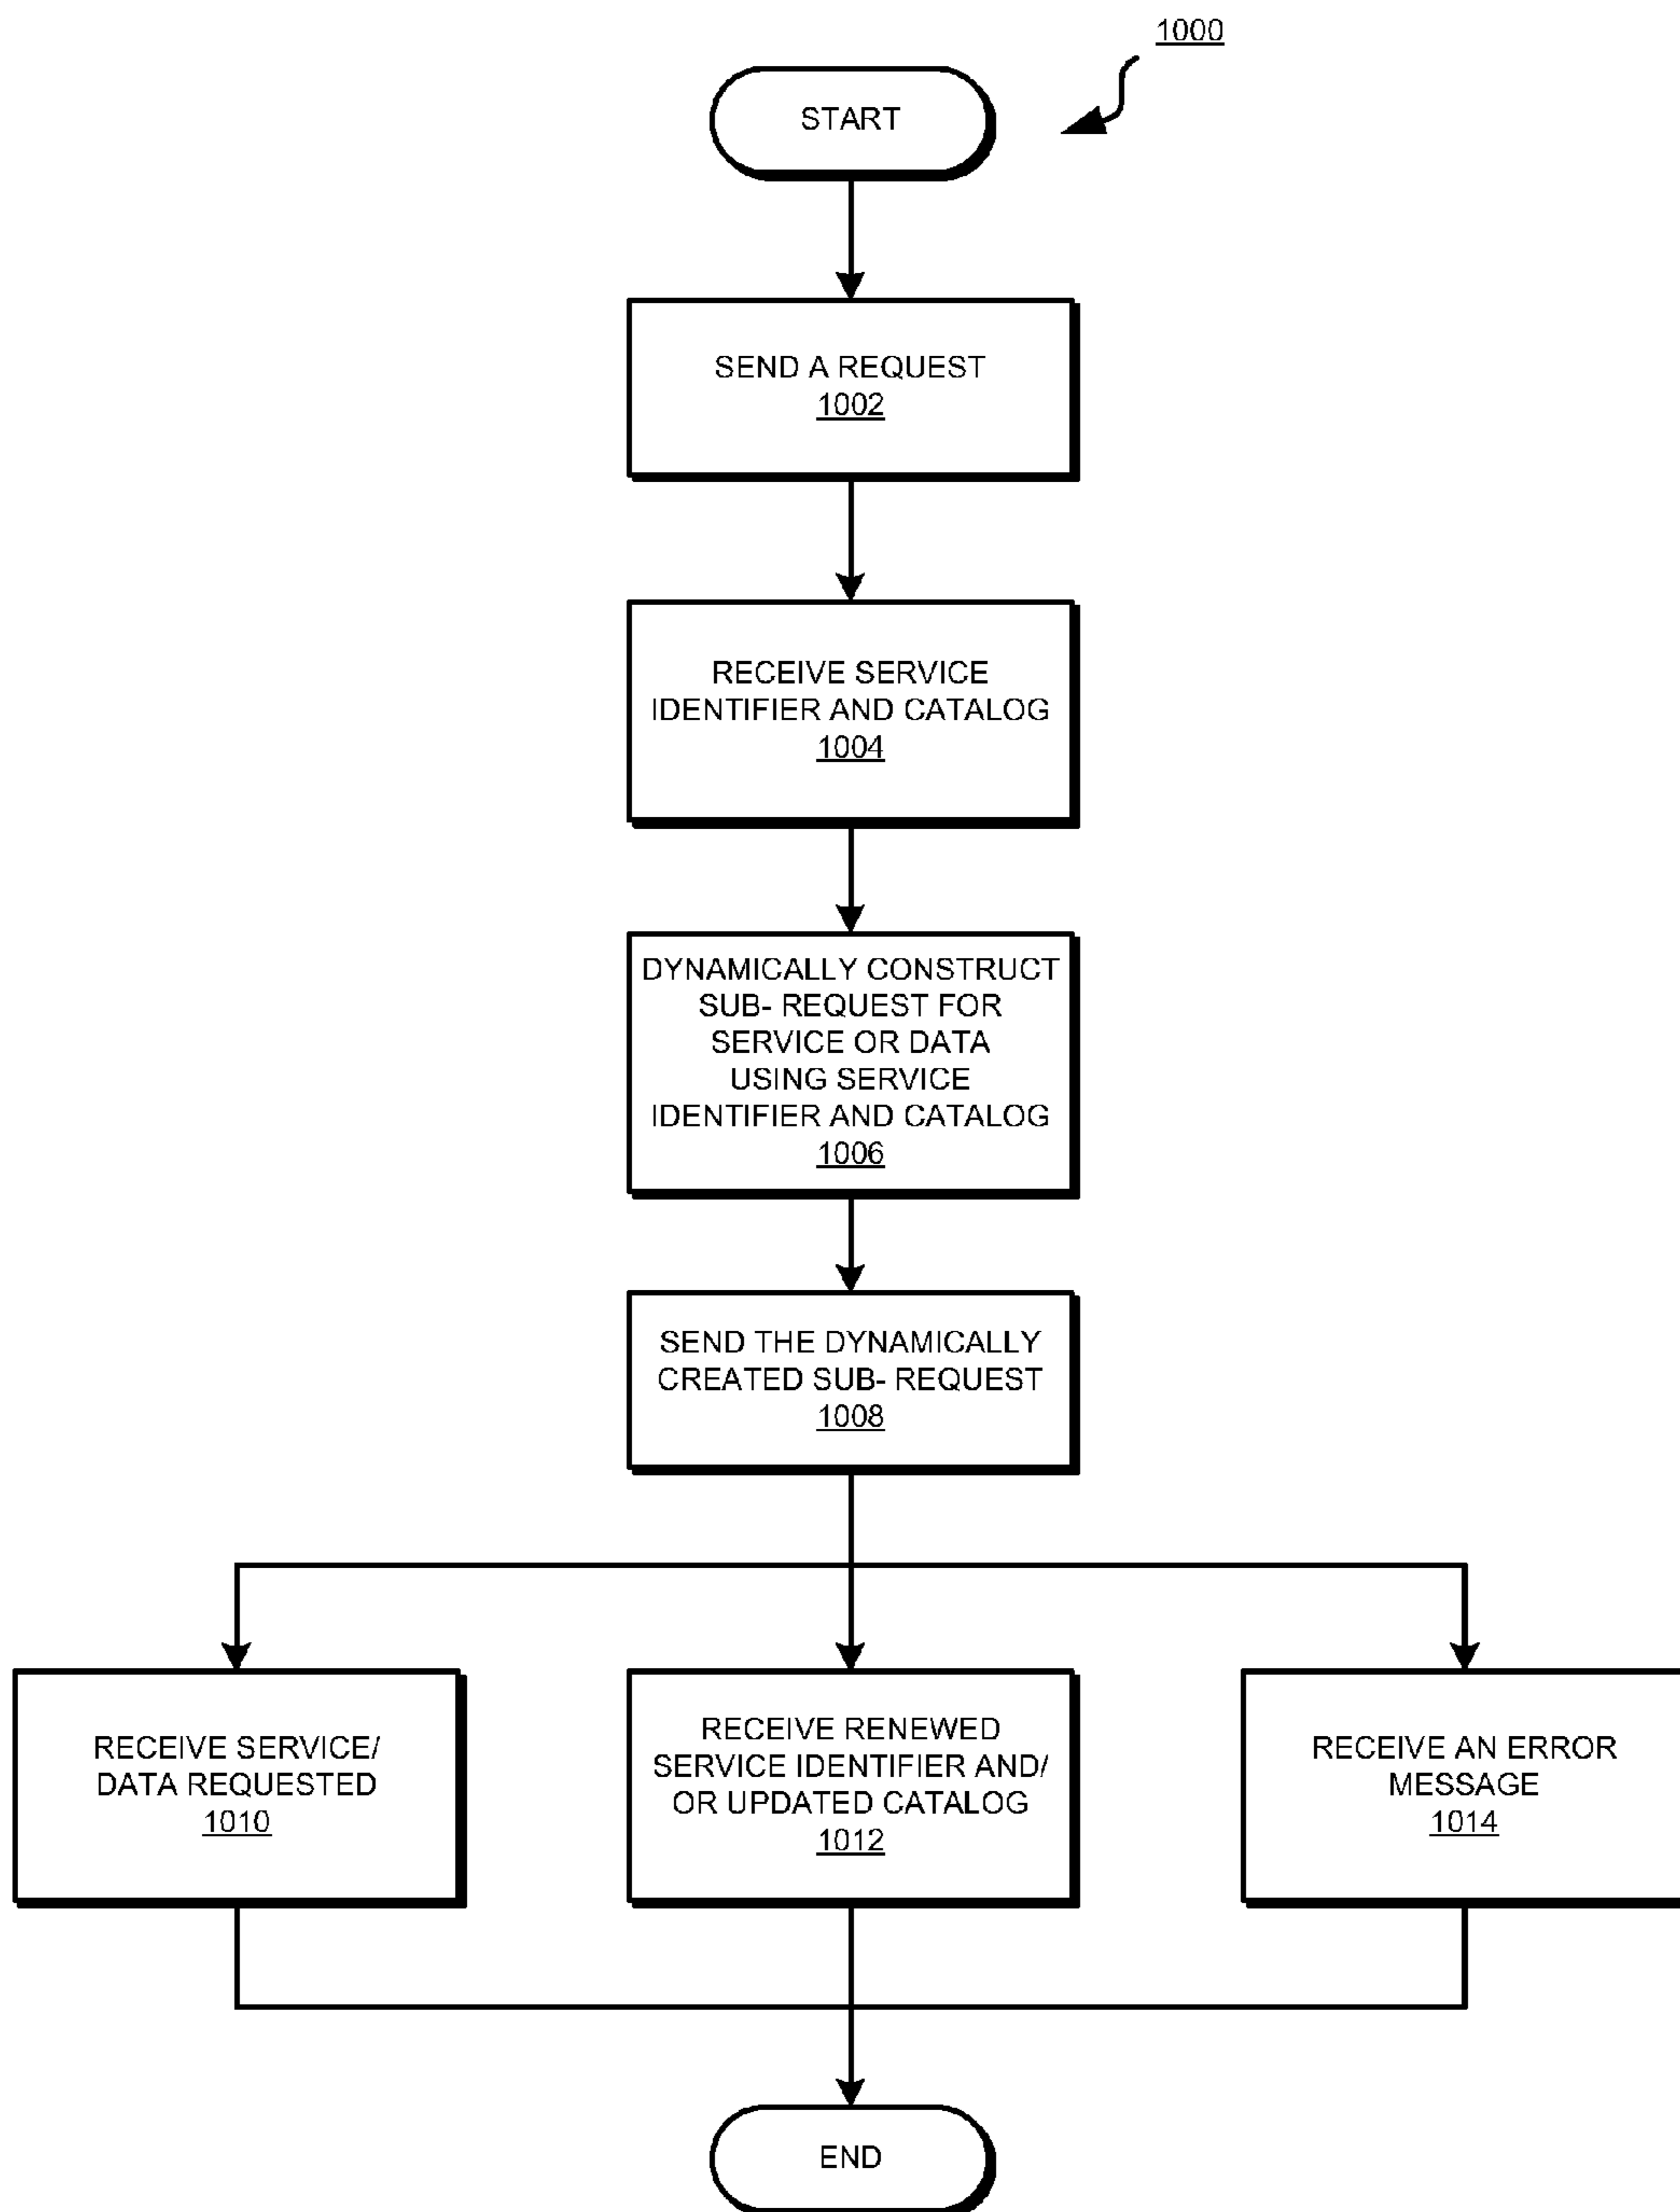 1000
START
SEND A REQUEST
1002
RECEIVE SERVICE
IDENTIFIER AND CATALOG
1004
DYNAMICALLY CONSTRUCT
SUB- REQUEST FOR
SERVICE OR DATA
USING SERVICE
IDENTIFIER AND CATALOG
1006
SEND THE DYNAMICALLY
CREATED SUB- REQUEST
1008
RECEIVE SERVICE/
DATA REQUESTED
1010
RECEIVE RENEWED
SERVICE IDENTIFIER AND/
OR UPDATED CATALOG
1012
RECEIVE AN ERROR
MESSAGE
1014
END